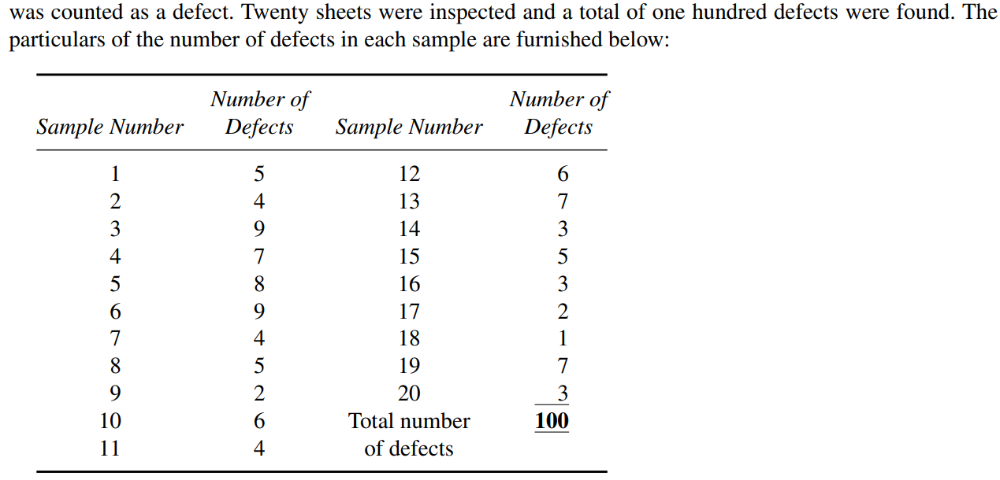 was counted as a defect. Twenty sheets were inspected and a total of one hundred defects were found. The
particulars of the number of defects in each sample are furnished below:
Number of Number of
Sample Number Defects Sample Number Defects
1 5 12 6
2 4 13 7
3 9 14 3
4 7 15 5
5 8 16 3
6 9 17 2
7 4 18 1
8 5 19 7
9 2 20 3
10 6 Total number 100
11 4 of defects